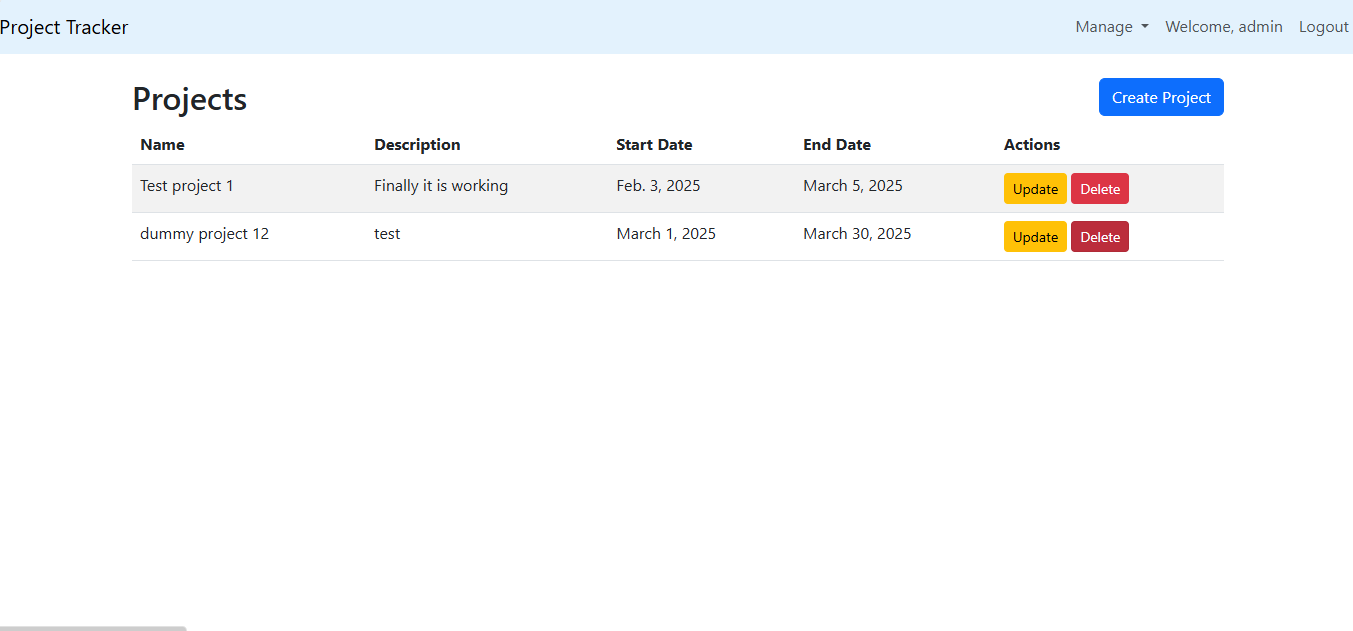 Project Tracker Manage Welcome, admin Logout
Projects Create Project
Name Description Start Date End Date Actions
Test project 1 Finally it is working Feb. 3, 2025 March 5, 2025 Update Delete
dummy project 12 test March 1, 2025 March 30, 2025 Update Delete